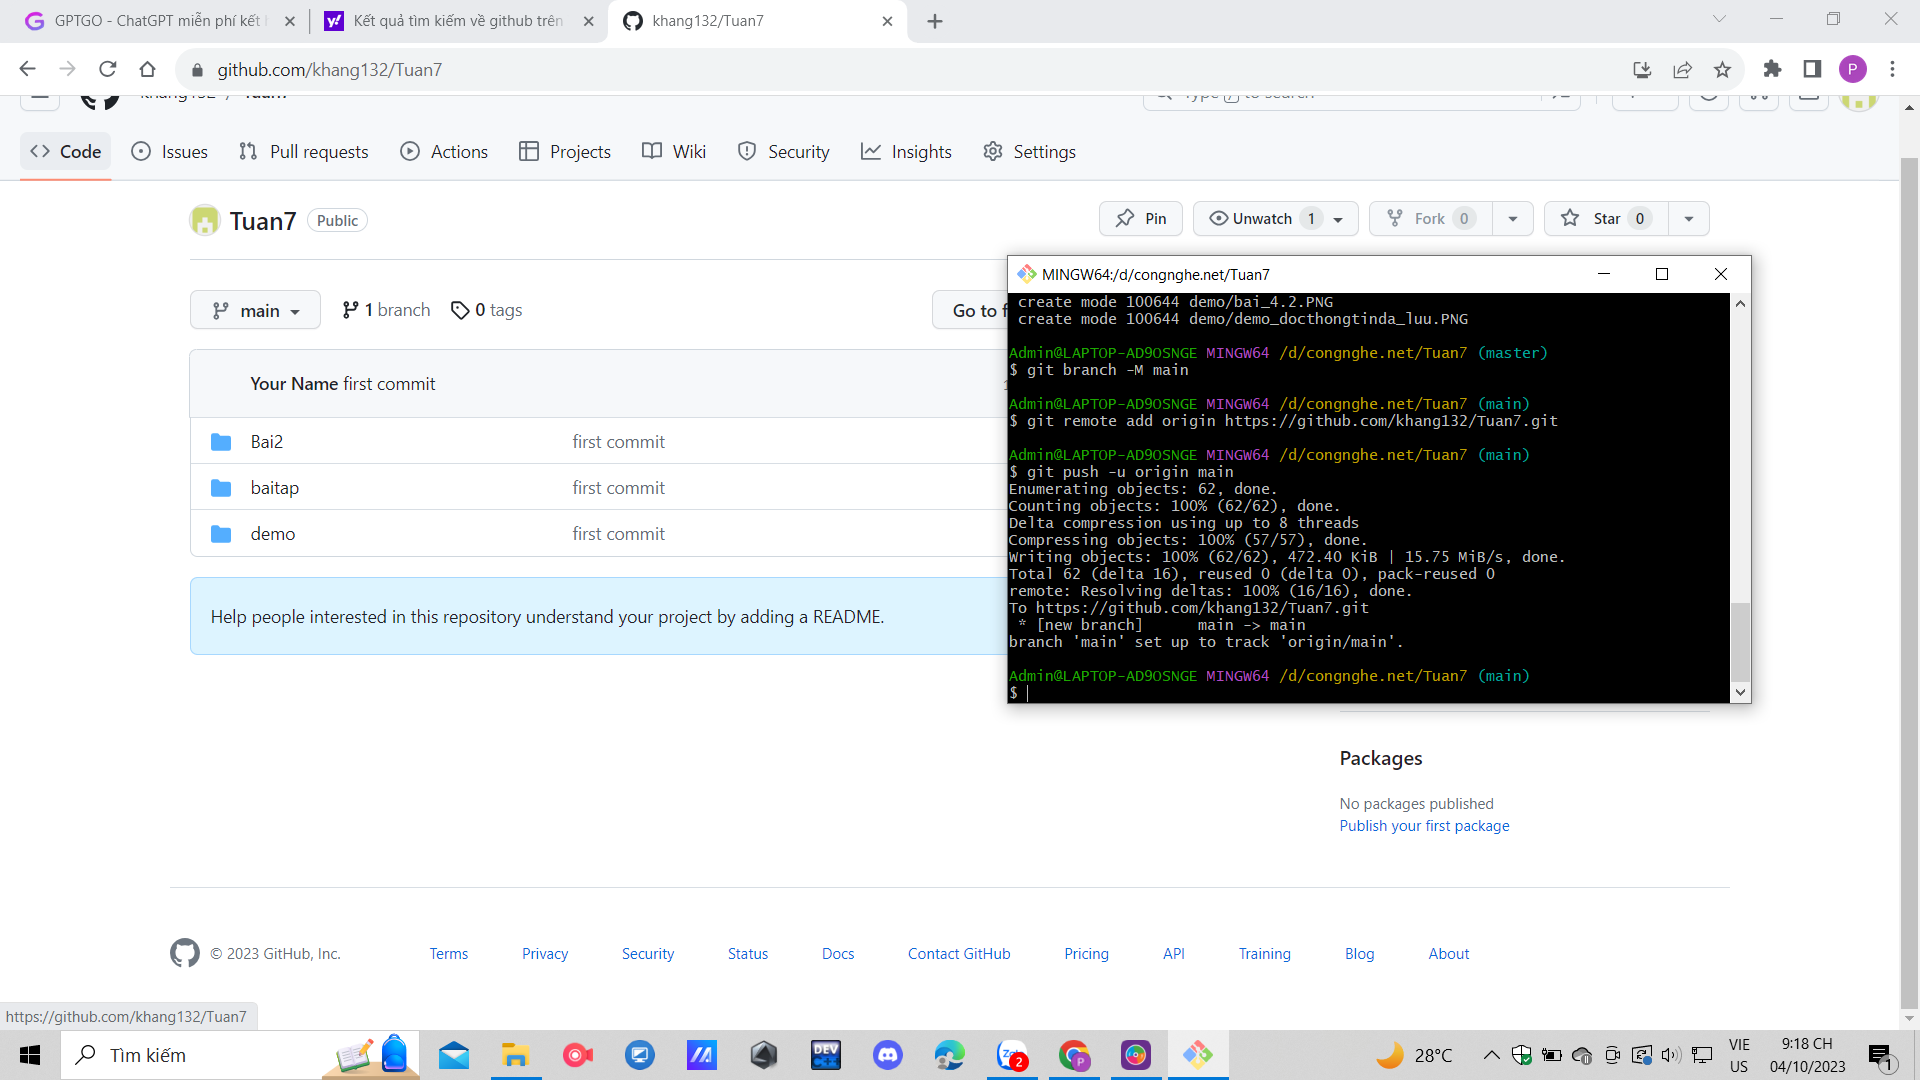 GPTGO - ChatGPT miễn phí kết
Kết quả tìm kiếm về github trên
khang132/Tuan7
github.com/khang132/Tuan7
P
khang132 / Tuan7
Type / to search
Code
Issues
Pull requests
Actions
Projects
Wiki
Security
Insights
Settings
Tuan7
Public
Pin
Unwatch 1
Fork 0
Star 0
main
1 branch
0 tags
Go to f
Your Name first commit
Bai2 first commit
baitap first commit
demo first commit
Help people interested in this repository understand your project by adding a README.
MINGW64:/d/congnghe.net/Tuan7
create mode 100644 demo/bai_4.2.PNG
create mode 100644 demo/demo_docthongtinda_luu.PNG
Admin@LAPTOP-AD9OSNGE MINGW64 /d/congnghe.net/Tuan7 (master)
$ git branch -M main
Admin@LAPTOP-AD9OSNGE MINGW64 /d/congnghe.net/Tuan7 (main)
$ git remote add origin https://github.com/khang132/Tuan7.git
Admin@LAPTOP-AD9OSNGE MINGW64 /d/congnghe.net/Tuan7 (main)
$ git push -u origin main
Enumerating objects: 62, done.
Counting objects: 100% (62/62), done.
Delta compression using up to 8 threads
Compressing objects: 100% (57/57), done.
Writing objects: 100% (62/62), 472.40 KiB | 15.75 MiB/s, done.
Total 62 (delta 16), reused 0 (delta 0), pack-reused 0
remote: Resolving deltas: 100% (16/16), done.
To https://github.com/khang132/Tuan7.git
* [new branch] main -> main
branch 'main' set up to track 'origin/main'.
Admin@LAPTOP-AD9OSNGE MINGW64 /d/congnghe.net/Tuan7 (main)
$
Packages
No packages published
Publish your first package
© 2023 GitHub, Inc.
Terms
Privacy
Security
Status
Docs
Contact GitHub
Pricing
API
Training
Blog
About
https://github.com/khang132/Tuan7
Tìm kiếm
DEV C++
2
P
28°C
VIE
US
9:18 CH
04/10/2023
1